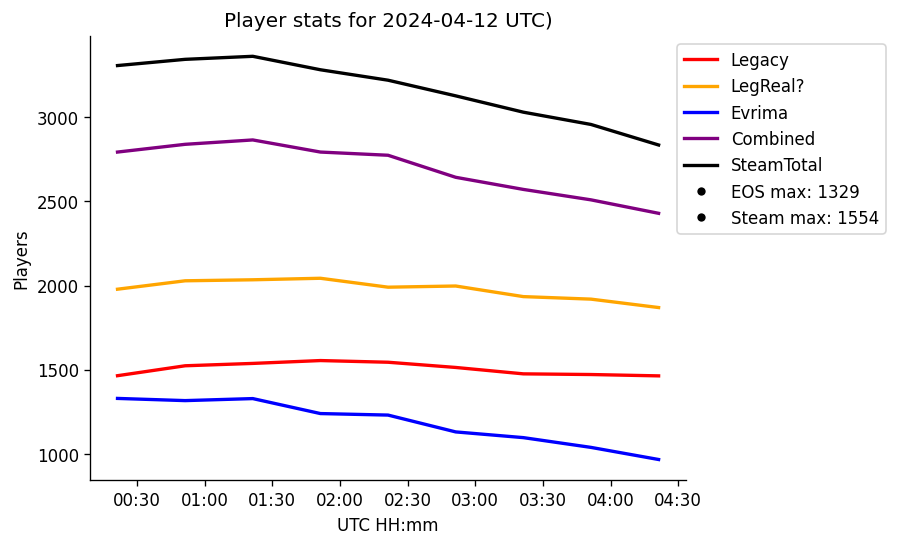 Player stats for 2024-04-12 UTC)
Legacy
LegReal?
Evrima
Combined
SteamTotal
EOS max: 1329
Steam max: 1554
Players
3000
2500
2000
1500
1000
00:30 01:00 01:30 02:00 02:30 03:00 03:30 04:00 04:30
UTC HH:mm